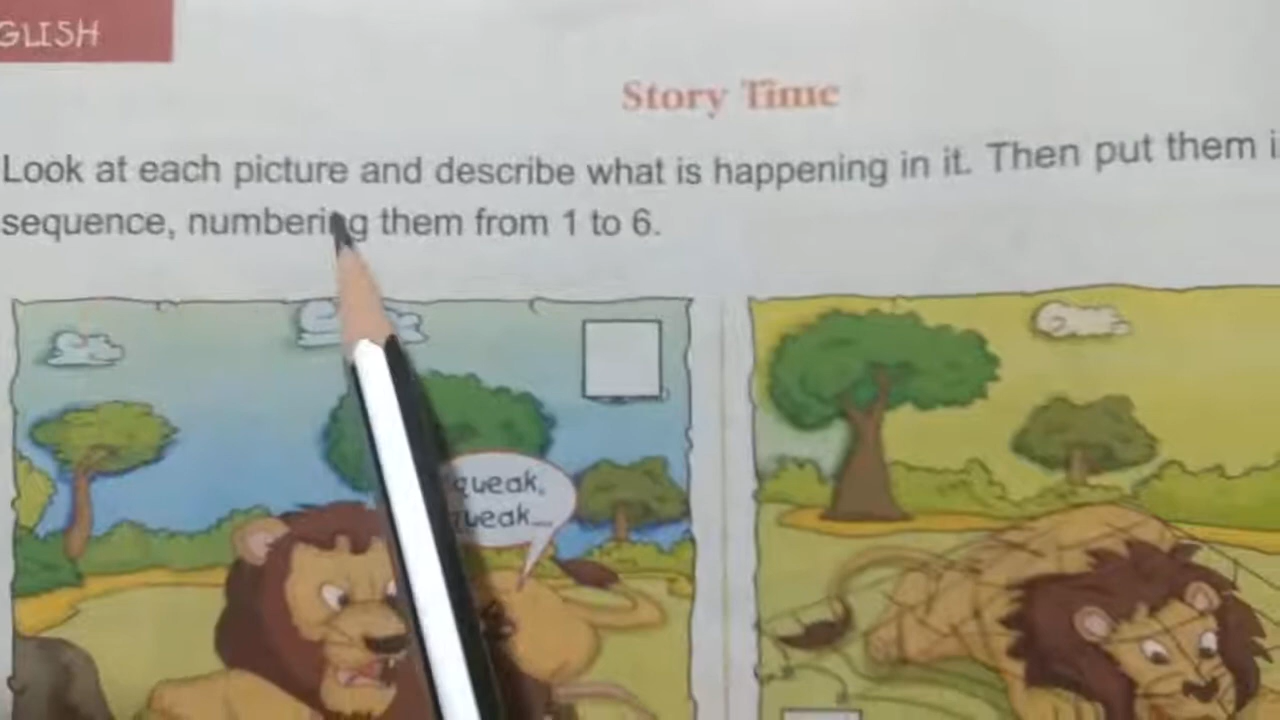 GLISH
Story Time
Look at each picture and describe what is happening in it. Then put them i
sequence, numbering them from 1 to 6.
queak,
ueak...